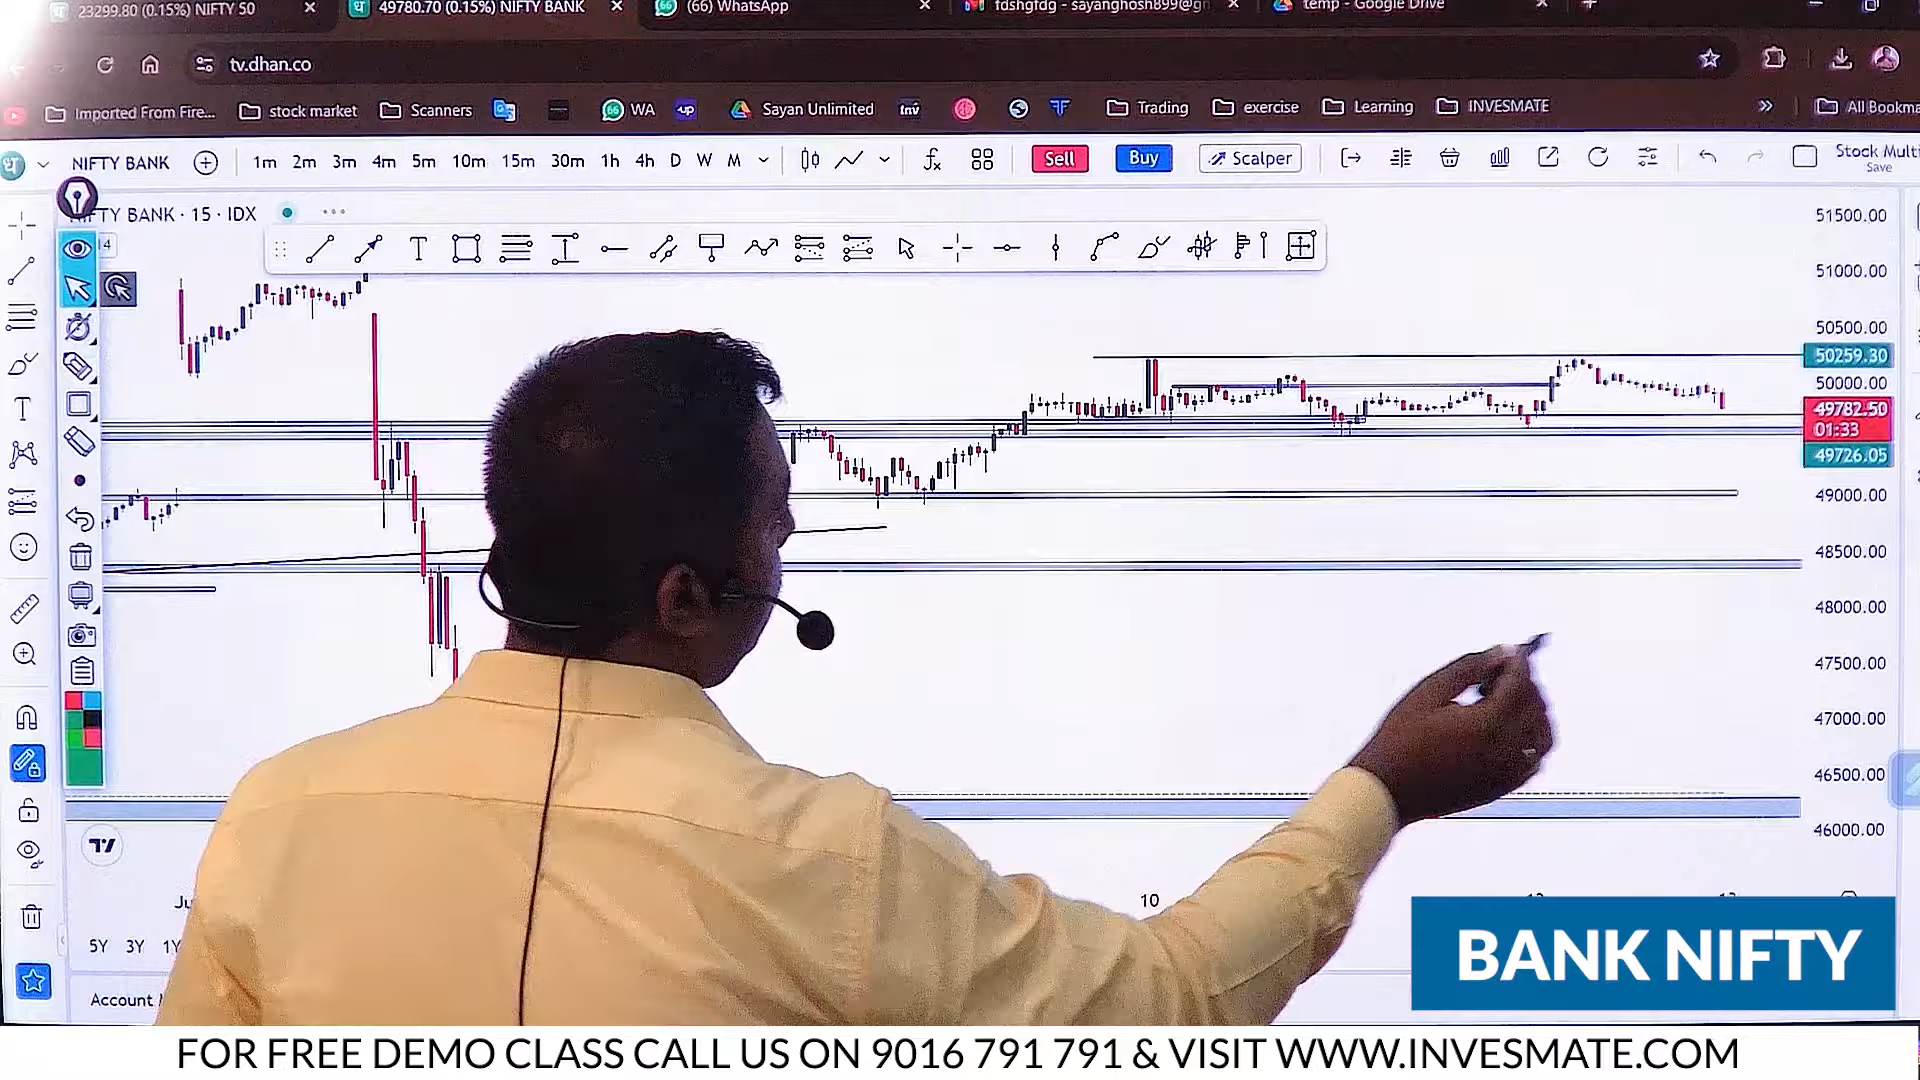 23299.80 (0.15%) NIFTY 50
49780.70 (0.15%) NIFTY BANK
(66) WhatsApp
fdshgfdg - sayanghosh899@g
temp - Google Drive
tv.dhan.co
Imported From Fire...
stock market
Scanners
WA
Sayan Unlimited
Inv
Trading
exercise
Learning
INVESMATE
All Bookma
NIFTY BANK
1m 2m 3m 4m 5m 10m 15m 30m 1h 4h D W M
Sell
Buy
Scalper
Stock Multi
Save
NIFTY BANK · 15 · IDX
14
51500.00
51000.00
50500.00
50259.30
50000.00
49782.50
01:33
49726.05
49000.00
48500.00
48000.00
47500.00
47000.00
46500.00
46000.00
10
5Y 3Y 1Y
Account
BANK NIFTY
FOR FREE DEMO CLASS CALL US ON 9016 791 791 & VISIT WWW.INVESMATE.COM